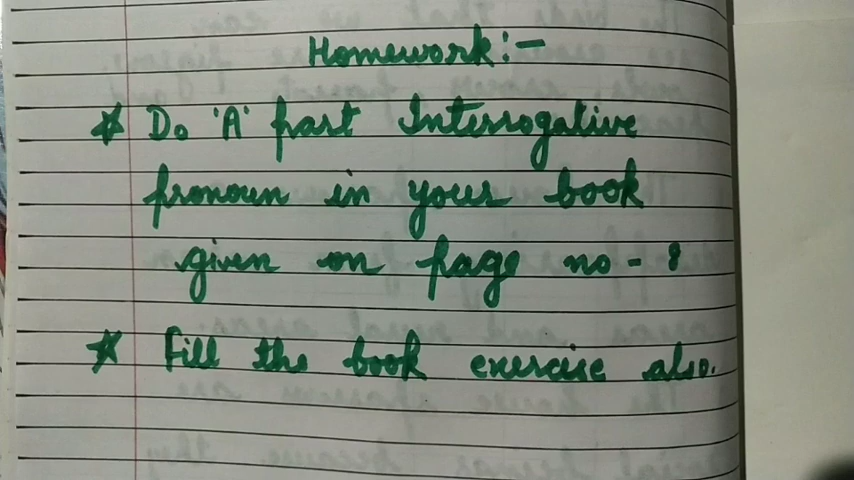 Homework:-
* Do 'A' part Interrogative
pronoun in your book
given on page no - 8
* Fill the book exercise also.